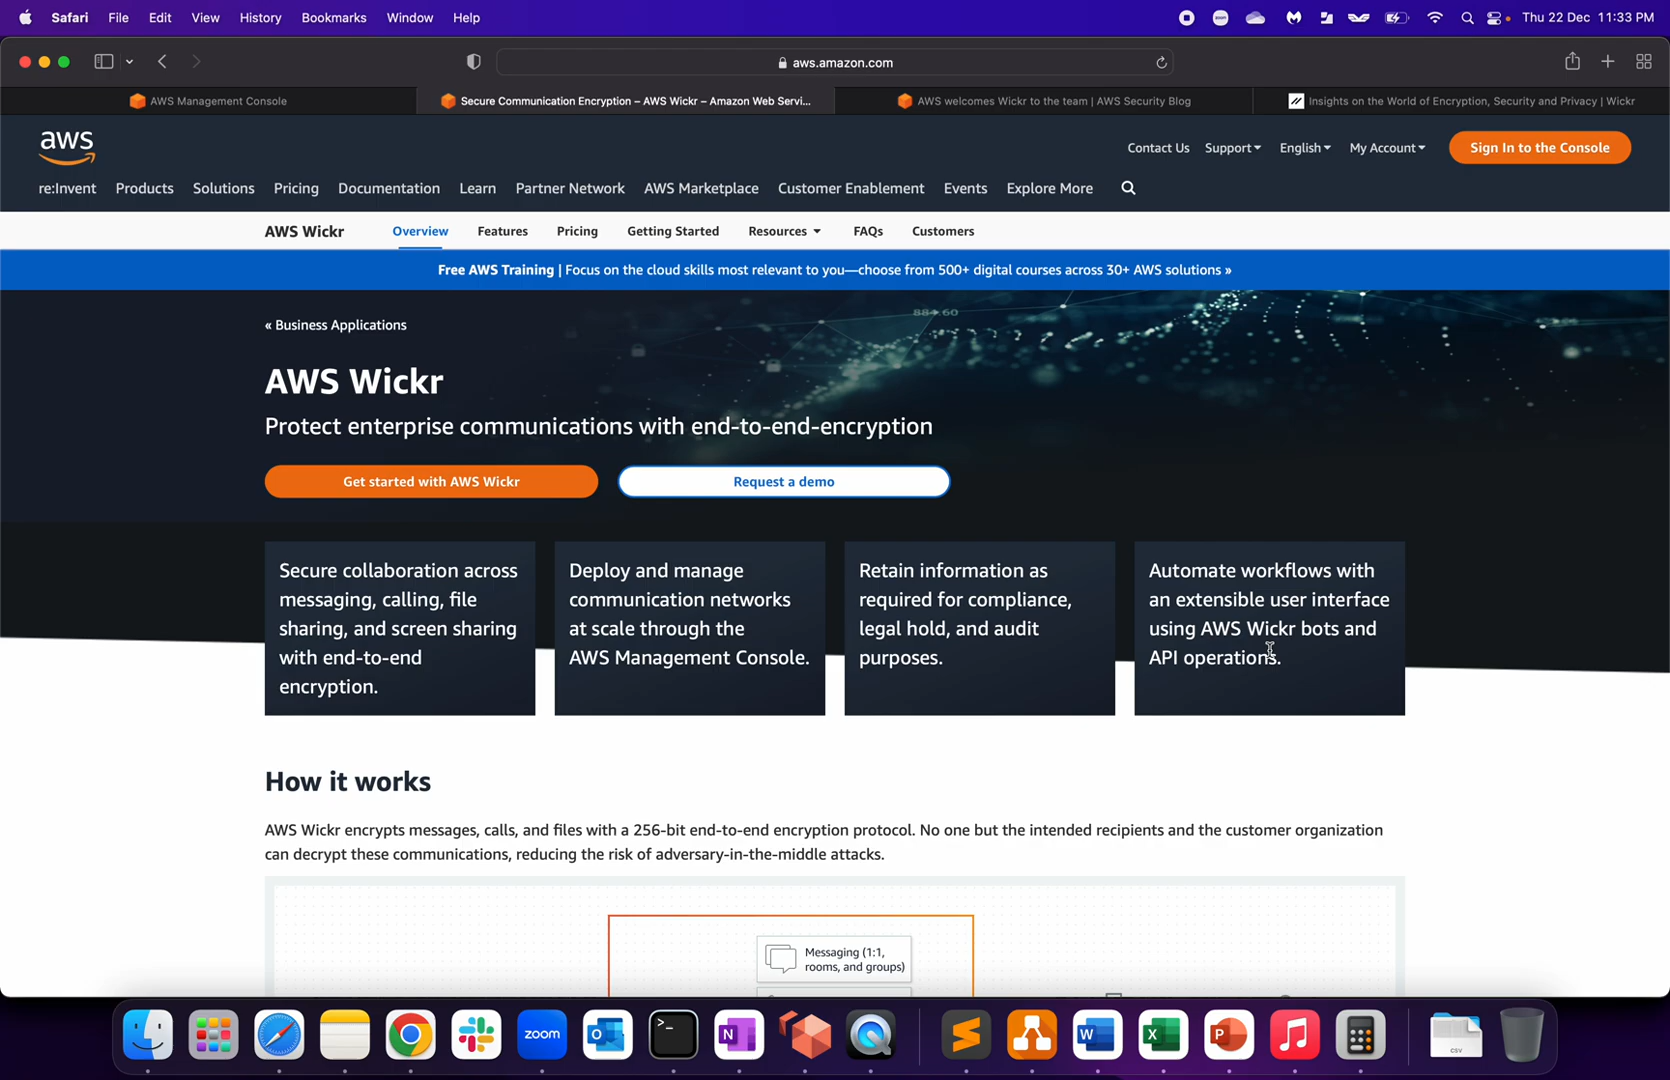 Safari File Edit View History Bookmarks Window Help
Thu 22 Dec 11:33 PM
aws.amazon.com
AWS Management Console
Secure Communication Encryption – AWS Wickr – Amazon Web Servi...
AWS welcomes Wickr to the team | AWS Security Blog
Insights on the World of Encryption, Security and Privacy | Wickr
aws
Contact Us Support English My Account Sign In to the Console
re:Invent Products Solutions Pricing Documentation Learn Partner Network AWS Marketplace Customer Enablement Events Explore More
AWS Wickr Overview Features Pricing Getting Started Resources FAQs Customers
Free AWS Training | Focus on the cloud skills most relevant to you—choose from 500+ digital courses across 30+ AWS solutions »
884.60
« Business Applications
AWS Wickr
Protect enterprise communications with end-to-end-encryption
Get started with AWS Wickr
Request a demo
Secure collaboration across
messaging, calling, file
sharing, and screen sharing
with end-to-end
encryption.
Deploy and manage
communication networks
at scale through the
AWS Management Console.
Retain information as
required for compliance,
legal hold, and audit
purposes.
Automate workflows with
an extensible user interface
using AWS Wickr bots and
API operations.
How it works
AWS Wickr encrypts messages, calls, and files with a 256-bit end-to-end encryption protocol. No one but the intended recipients and the customer organization
can decrypt these communications, reducing the risk of adversary-in-the-middle attacks.
Messaging (1:1,
rooms, and groups)
zoom
CSV